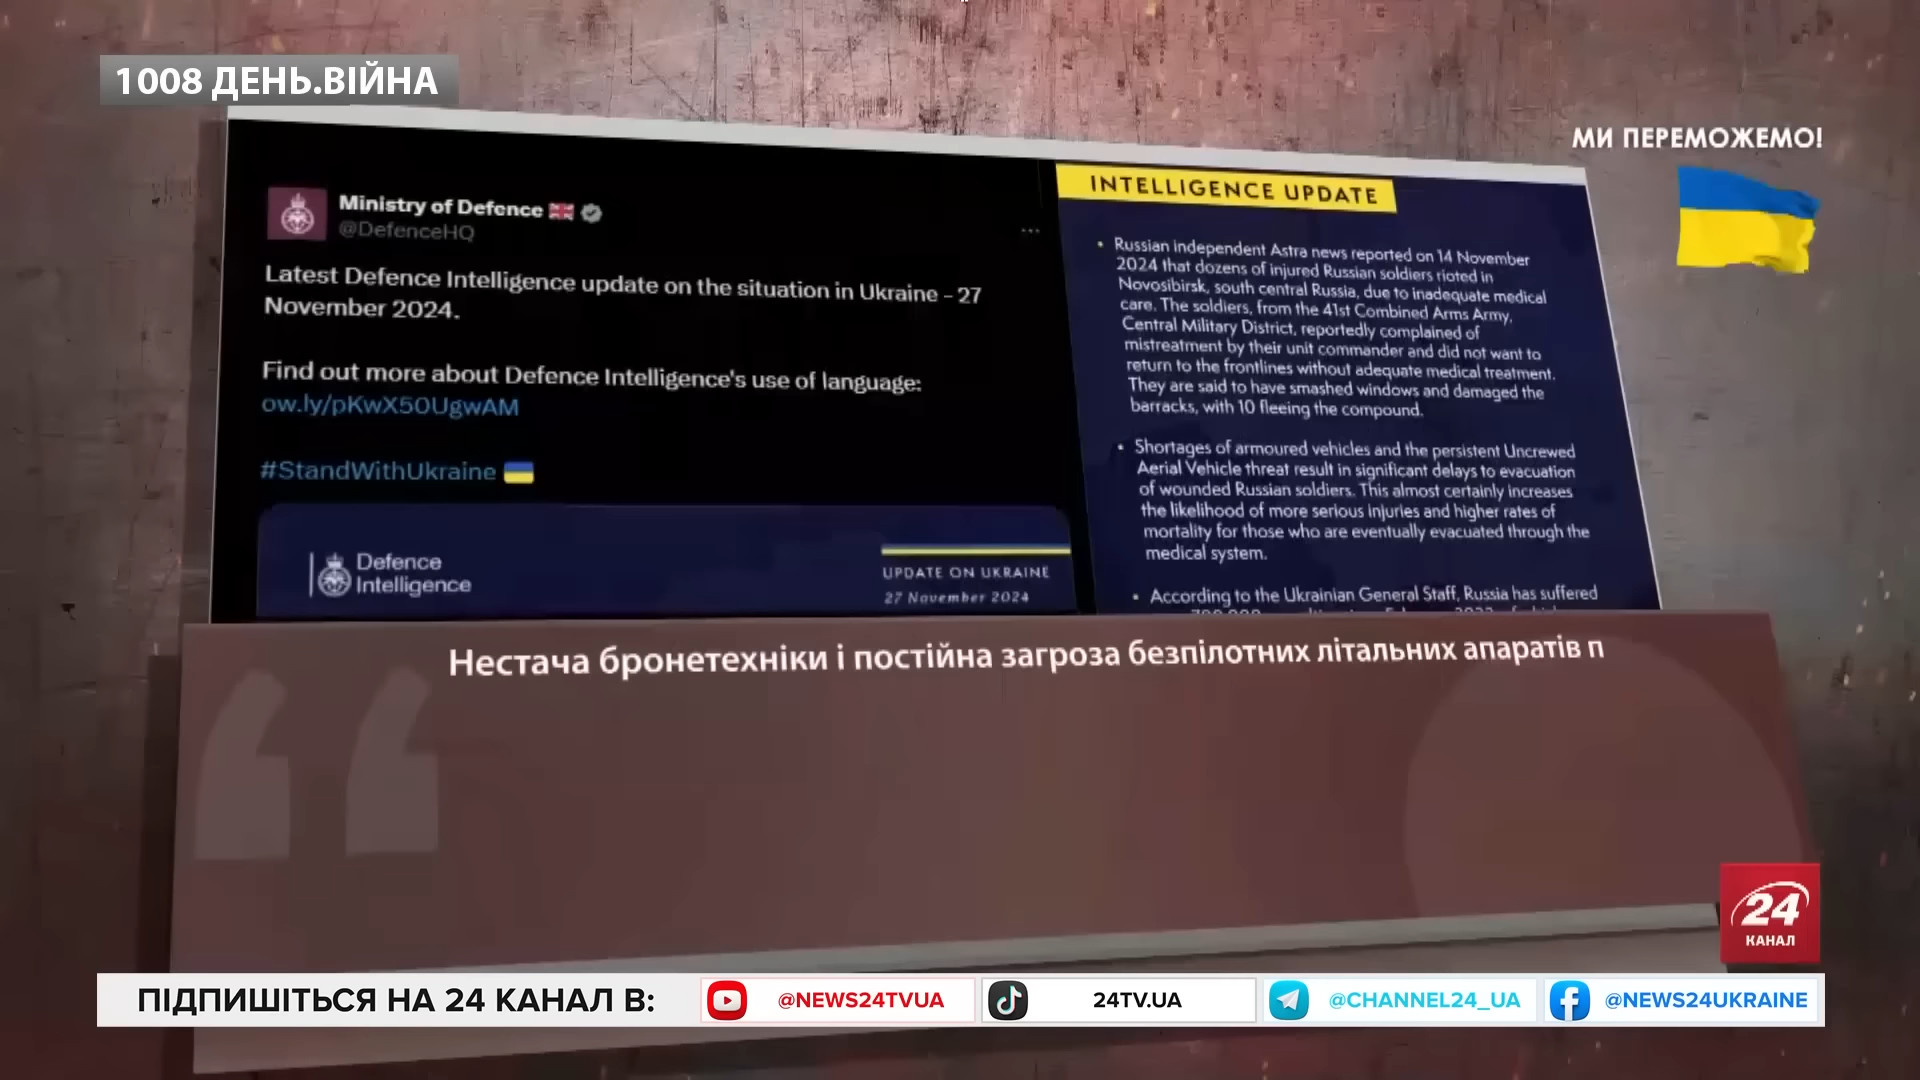 1008 ДЕНЬ.ВІЙНА
МИ ПЕРЕМОЖЕМО!
Ministry of Defence
@DefenceHQ
Latest Defence Intelligence update on the situation in Ukraine – 27
November 2024.
Find out more about Defence Intelligence's use of language:
ow.ly/pKwX50UgwAM
#StandWithUkraine
Defence
Intelligence
UPDATE ON UKRAINE
27 November 2024
INTELLIGENCE UPDATE
• Russian independent Astra news reported on 14 November
2024 that dozens of injured Russian soldiers rioted in
Novosibirsk, south central Russia, due to inadequate medical
care. The soldiers, from the 41st Combined Arms Army,
Central Military District, reportedly complained of
mistreatment by their unit commander and did not want to
return to the frontlines without adequate medical treatment.
They are said to have smashed windows and damaged the
barracks, with 10 fleeing the compound.
• Shortages of armoured vehicles and the persistent Uncrewed
Aerial Vehicle threat result in significant delays to evacuation
of wounded Russian soldiers. This almost certainly increases
the likelihood of more serious injuries and higher rates of
mortality for those who are eventually evacuated through the
medical system.
• According to the Ukrainian General Staff, Russia has suffered
Нестача бронетехніки і постійна загроза безпілотних літальних апаратів п
24
КАНАЛ
ПІДПИШІТЬСЯ НА 24 КАНАЛ В:
@NEWS24TVUA
24TV.UA
@CHANNEL24_UA
@NEWS24UKRAINE